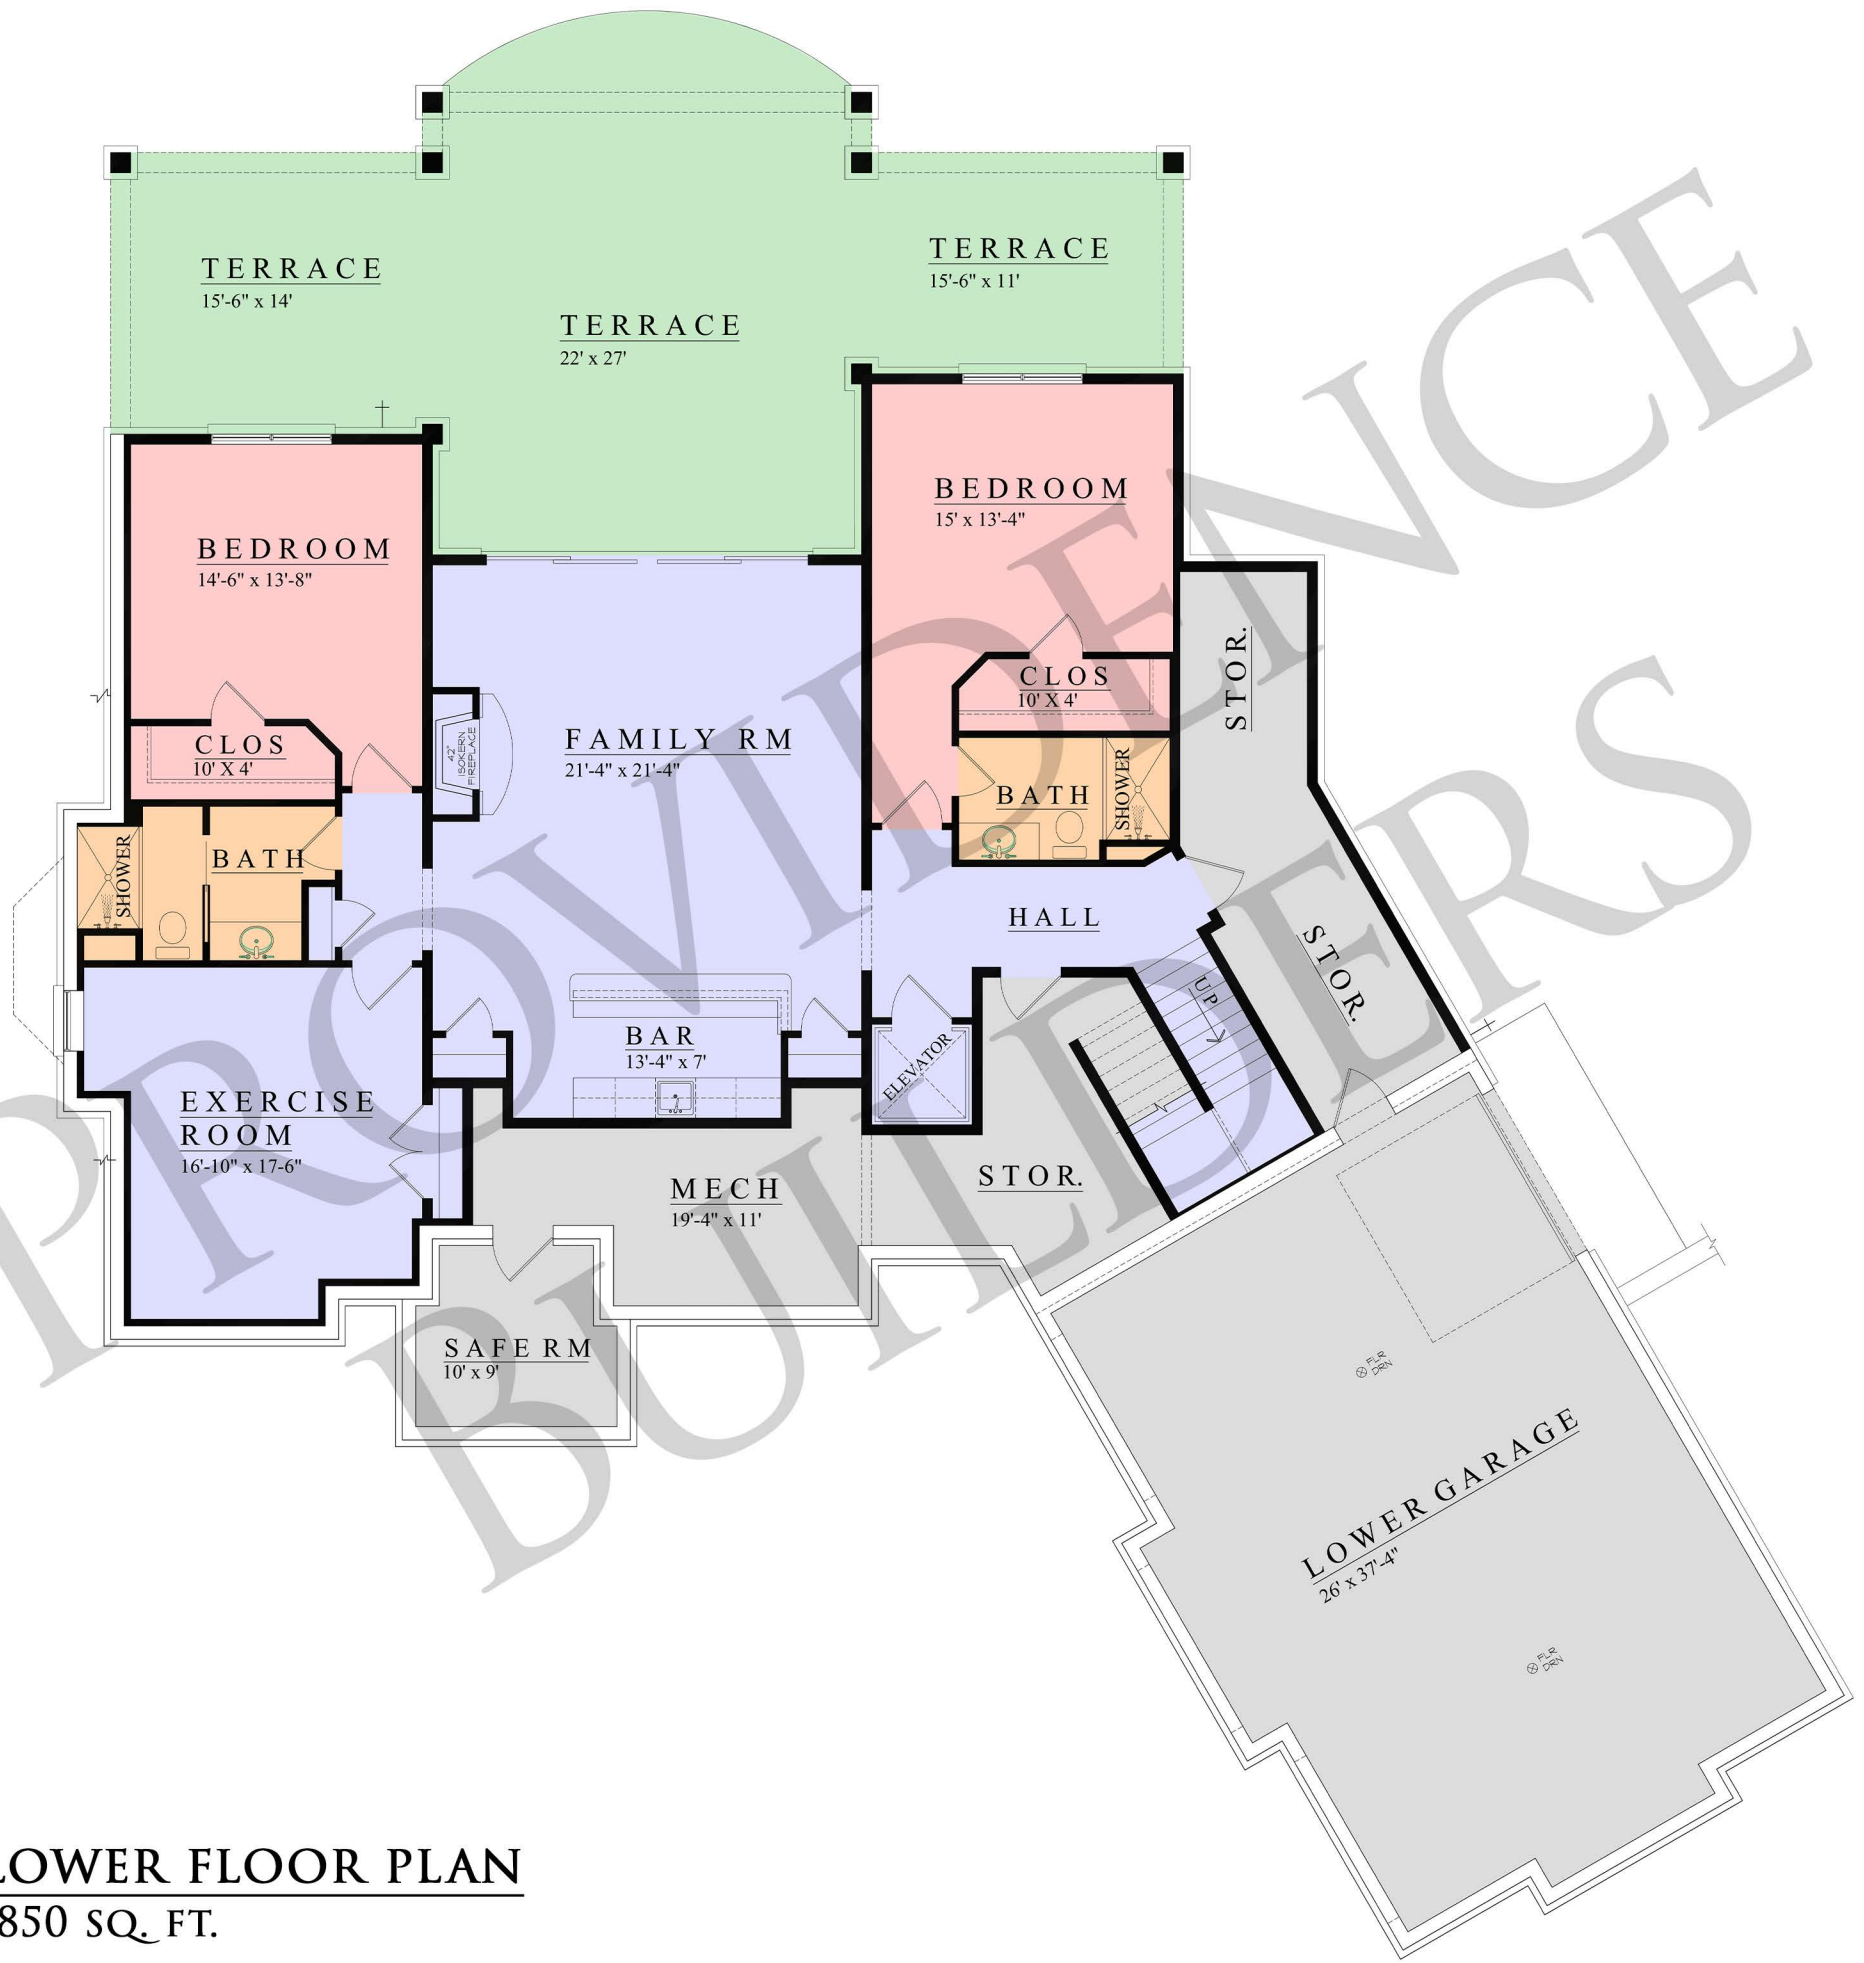 TERRACE
15'-6" x 14'
TERRACE
22' x 27'
TERRACE
15'-6" x 11'
BEDROOM
14'-6" x 13'-8"
BEDROOM
15' x 13'-4"
CLOS
10' X 4'
CLOS
10' X 4'
STOR.
42"
ISOKERN
FIREPLACE
FAMILY RM
21'-4" x 21'-4"
BATH
SHOWER
SHOWER
BATH
HALL
STOR.
UP
BAR
13'-4" x 7'
ELEVATOR
EXERCISE
ROOM
16'-10" x 17'-6"
MECH
19'-4" x 11'
STOR.
SAFE RM
10' x 9'
FLR
DRN
LOWER GARAGE
26' x 37'-4"
FLR
DRN
PROVIDENCE
BUILDERS
LOWER FLOOR PLAN
850 SQ. FT.